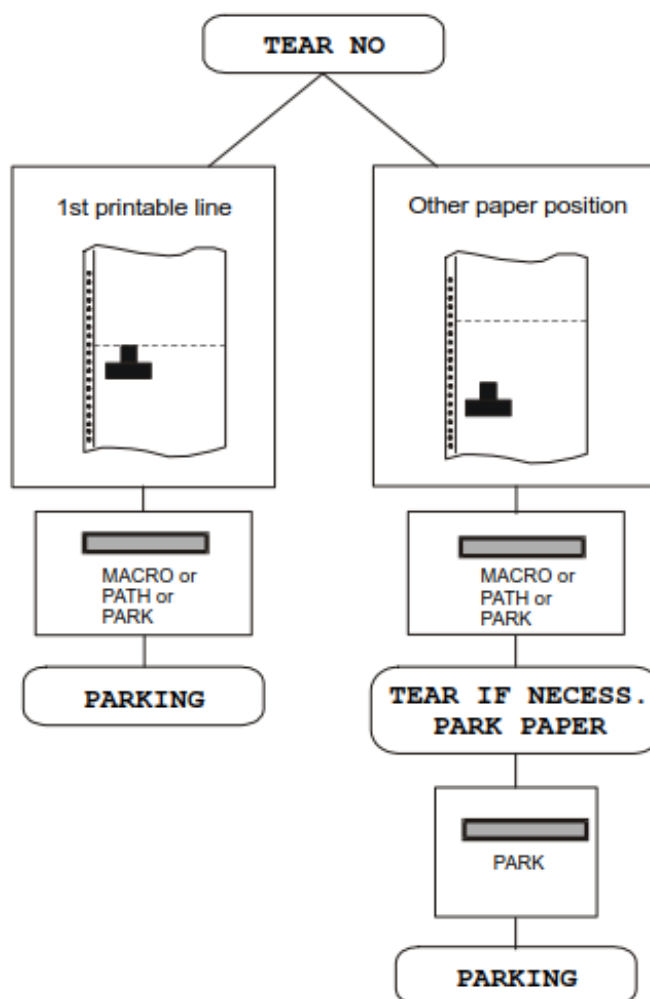 TEAR NO
1st printable line
Other paper position
MACRO or
PATH or
PARK
MACRO or
PATH or
PARK
PARKING
TEAR IF NECESS.
PARK PAPER
PARK
PARKING